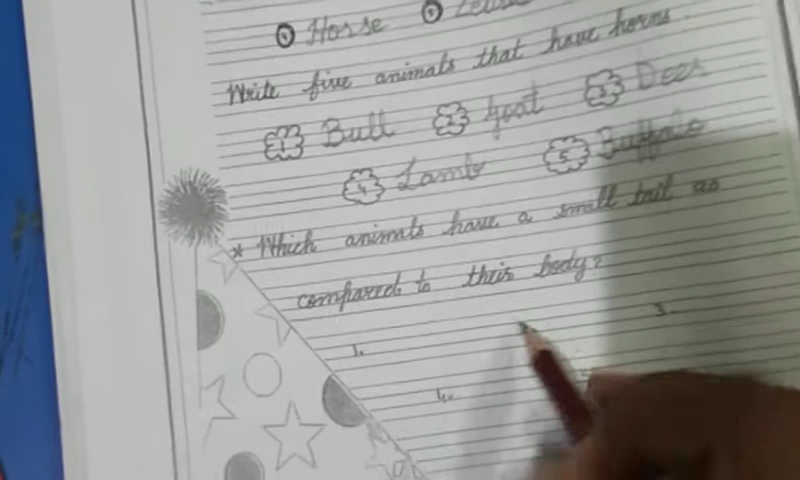 Horse
Write five animals that have horns.
1 Bull 2 goat 3 Deer
4 Lamb 5 Buffalo
* Which animals have a small tail as
compared to their body?
1. 3.
4.